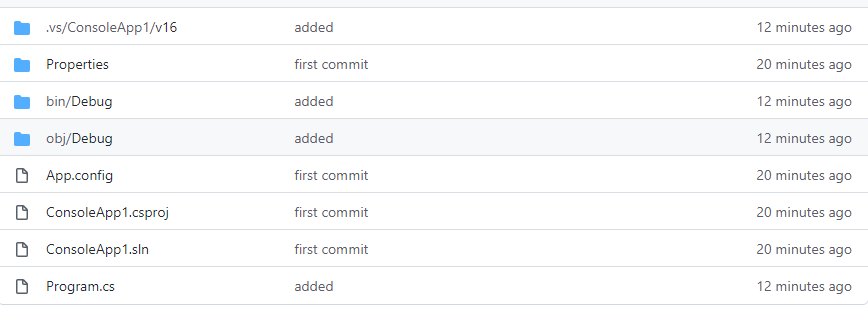 .vs/ConsoleApp1/v16 added 12 minutes ago
Properties first commit 20 minutes ago
bin/Debug added 12 minutes ago
obj/Debug added 12 minutes ago
App.config first commit 20 minutes ago
ConsoleApp1.csproj first commit 20 minutes ago
ConsoleApp1.sln first commit 20 minutes ago
Program.cs added 12 minutes ago